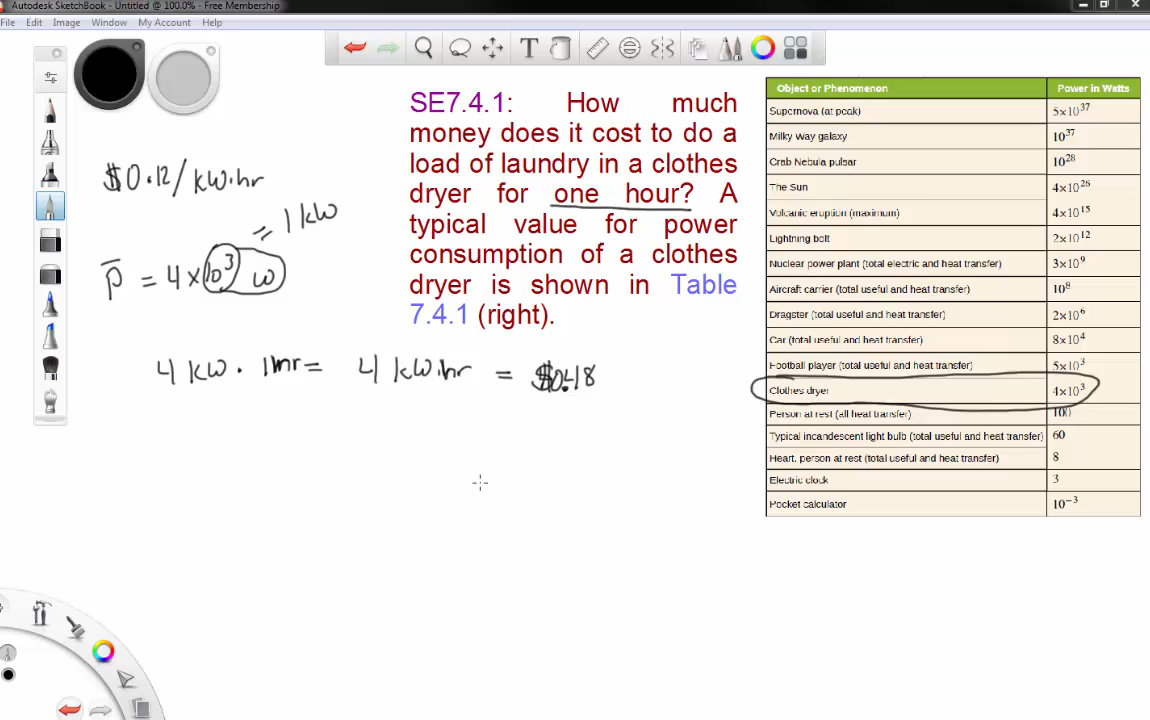 Autodesk SketchBook - Untitled @ 100.0% - Free Membership
File Edit Image Window My Account Help
SE7.4.1: How much
money does it cost to do a
load of laundry in a clothes
dryer for one hour? A
typical value for power
consumption of a clothes
dryer is shown in Table
7.4.1 (right).
$0.12/kW·hr
= 1 kW
P̅ = 4×10³ W
4 kW · 1hr = 4 kW·hr = $0.48
Object or Phenomenon Power in Watts
Supernova (at peak) 5×10³⁷
Milky Way galaxy 10³⁷
Crab Nebula pulsar 10²⁸
The Sun 4×10²⁶
Volcanic eruption (maximum) 4×10¹⁵
Lightning bolt 2×10¹²
Nuclear power plant (total electric and heat transfer) 3×10⁹
Aircraft carrier (total useful and heat transfer) 10⁸
Dragster (total useful and heat transfer) 2×10⁶
Car (total useful and heat transfer) 8×10⁴
Football player (total useful and heat transfer) 5×10³
Clothes dryer 4×10³
Person at rest (all heat transfer) 100
Typical incandescent light bulb (total useful and heat transfer) 60
Heart, person at rest (total useful and heat transfer) 8
Electric clock 3
Pocket calculator 10⁻³